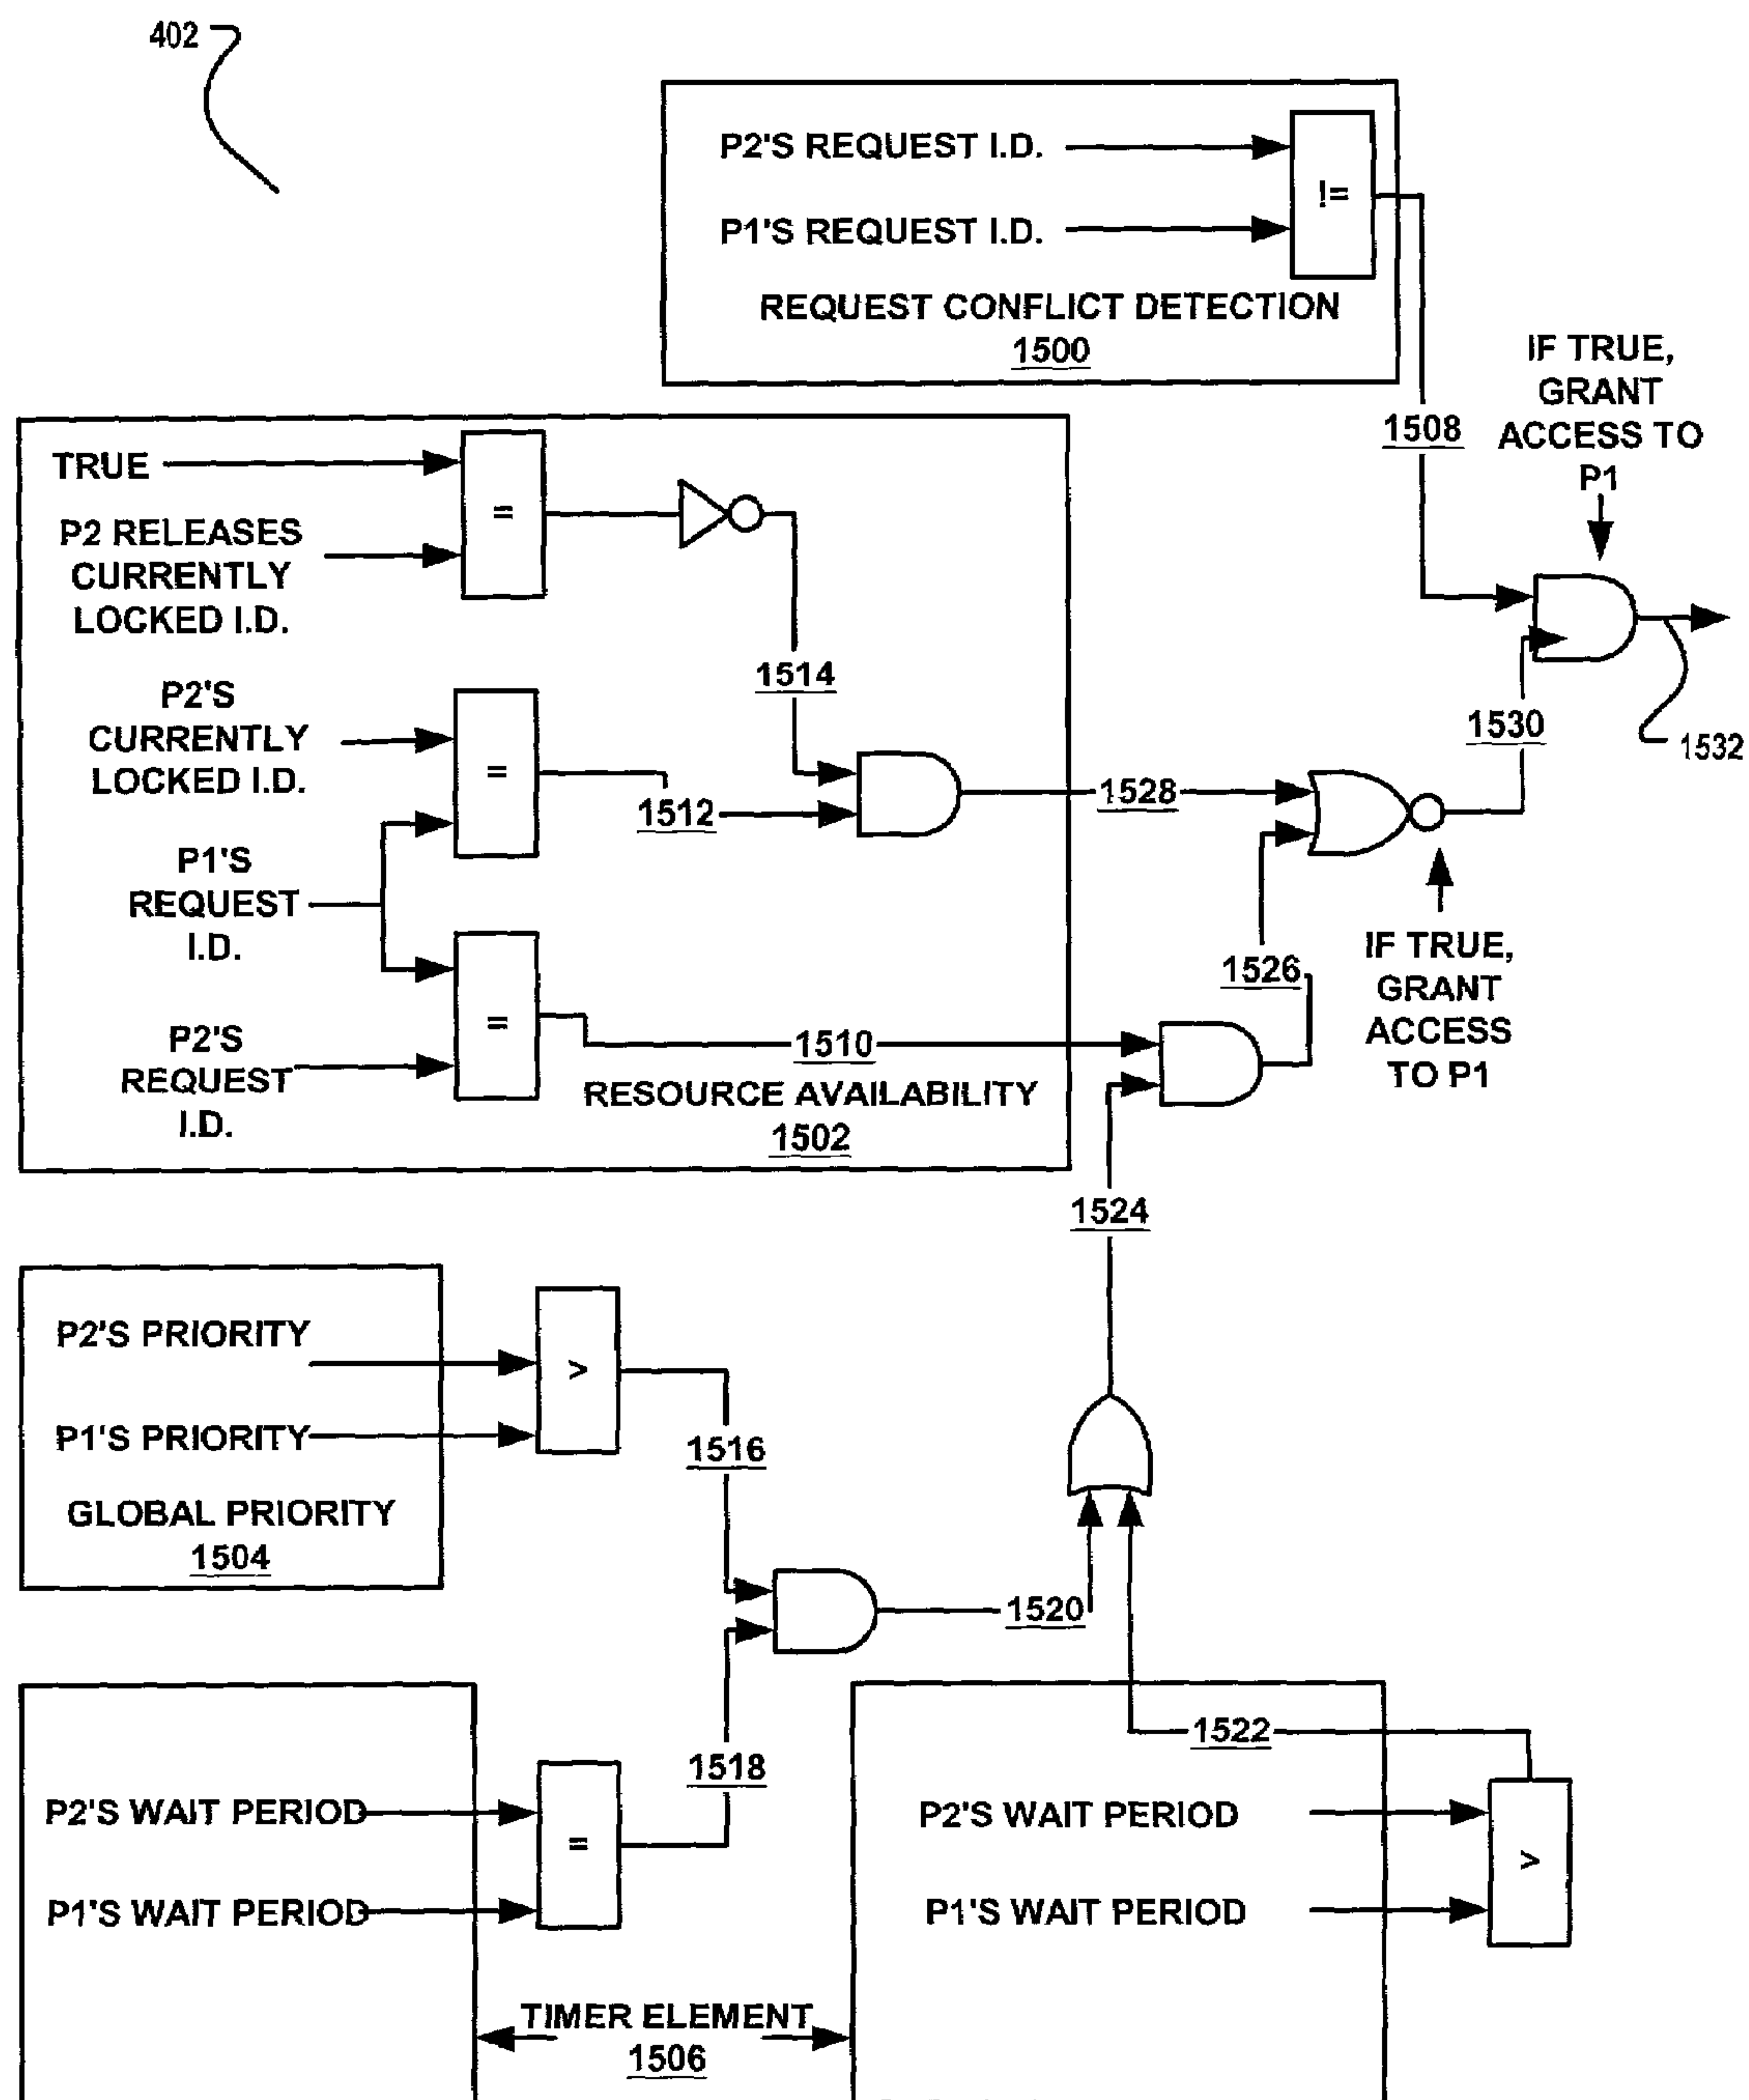 402
P2'S REQUEST I.D.
P1'S REQUEST I.D.
!=
REQUEST CONFLICT DETECTION
1500
IF TRUE,
GRANT
ACCESS TO
P1
1508
TRUE
=
P2 RELEASES
CURRENTLY
LOCKED I.D.
1514
P2'S
CURRENTLY
LOCKED I.D.
=
1512
1528
1530
1532
P1'S
REQUEST
I.D.
IF TRUE,
GRANT
ACCESS
TO P1
1526
=
1510
P2'S
REQUEST
I.D.
RESOURCE AVAILABILITY
1502
1524
P2'S PRIORITY
>
P1'S PRIORITY
1516
GLOBAL PRIORITY
1504
1520
1522
1518
P2'S WAIT PERIOD
=
P1'S WAIT PERIOD
P2'S WAIT PERIOD
>
P1'S WAIT PERIOD
TIMER ELEMENT
1506